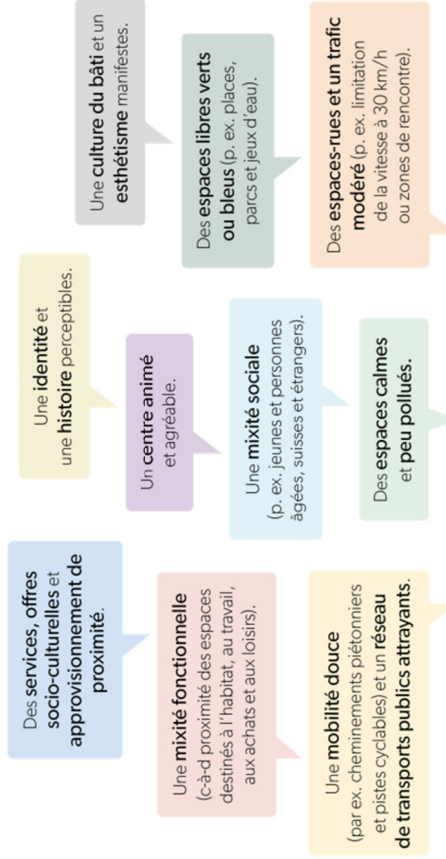 Des services, offres
socio-culturelles et
approvisionnement de
proximité.
Une identité et
une histoire perceptibles.
Une culture du bâti et un
esthétisme manifestes.
Une mixité fonctionnelle
(c-à-d proximité des espaces
destinés à l'habitat, au travail,
aux achats et aux loisirs).
Un centre animé
et agréable.
Des espaces libres verts
ou bleus (p. ex. places,
parcs et jeux d'eau).
Une mixité sociale
(p. ex. jeunes et personnes
âgées, suisses et étrangers).
Une mobilité douce
(par ex. cheminements piétonniers
et pistes cyclables) et un réseau
de transports publics attrayants.
Des espaces calmes
et peu pollués.
Des espaces-rues et un trafic
modéré (p. ex. limitation
de la vitesse à 30 km/h
ou zones de rencontre).